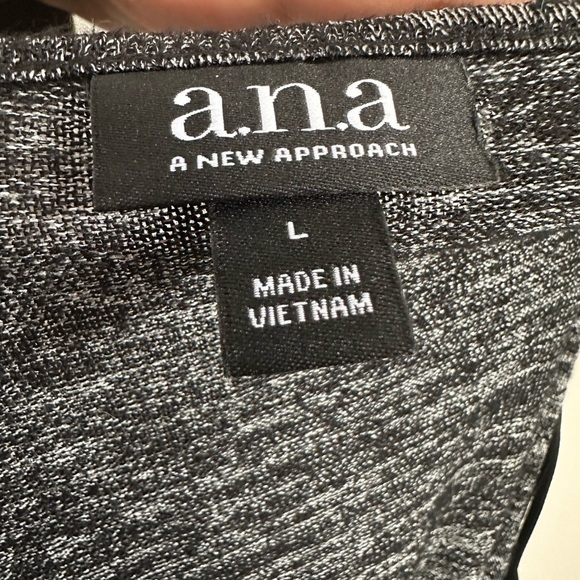 a.n.a
A NEW APPROACH
L
MADE IN
VIETNAM